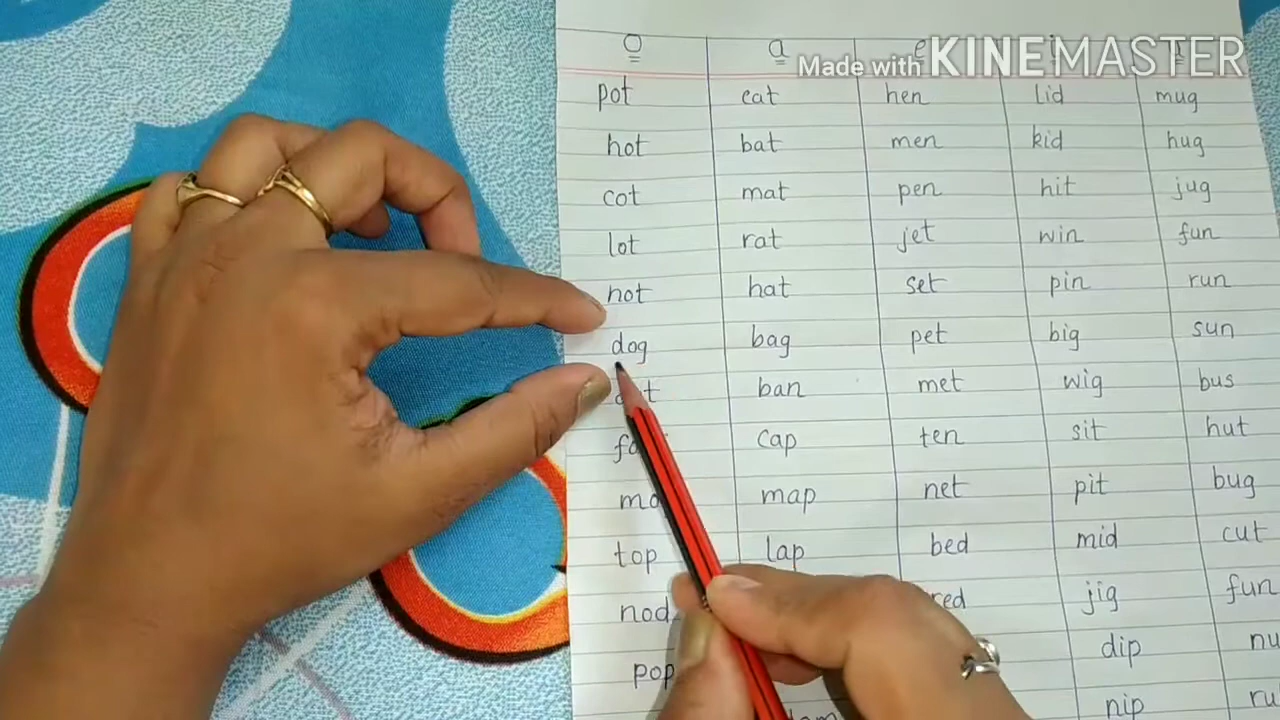 Made with KINEMASTER
o a e
pot cat hen lid mug
hot bat men kid hug
cot mat pen hit jug
lot rat jet win fun
not hat set pin run
dog bag pet big sun
ban met wig bus
cap ten sit hut
map net pit bug
top lap bed mid cut
nod red jig fun
pop dip
nip